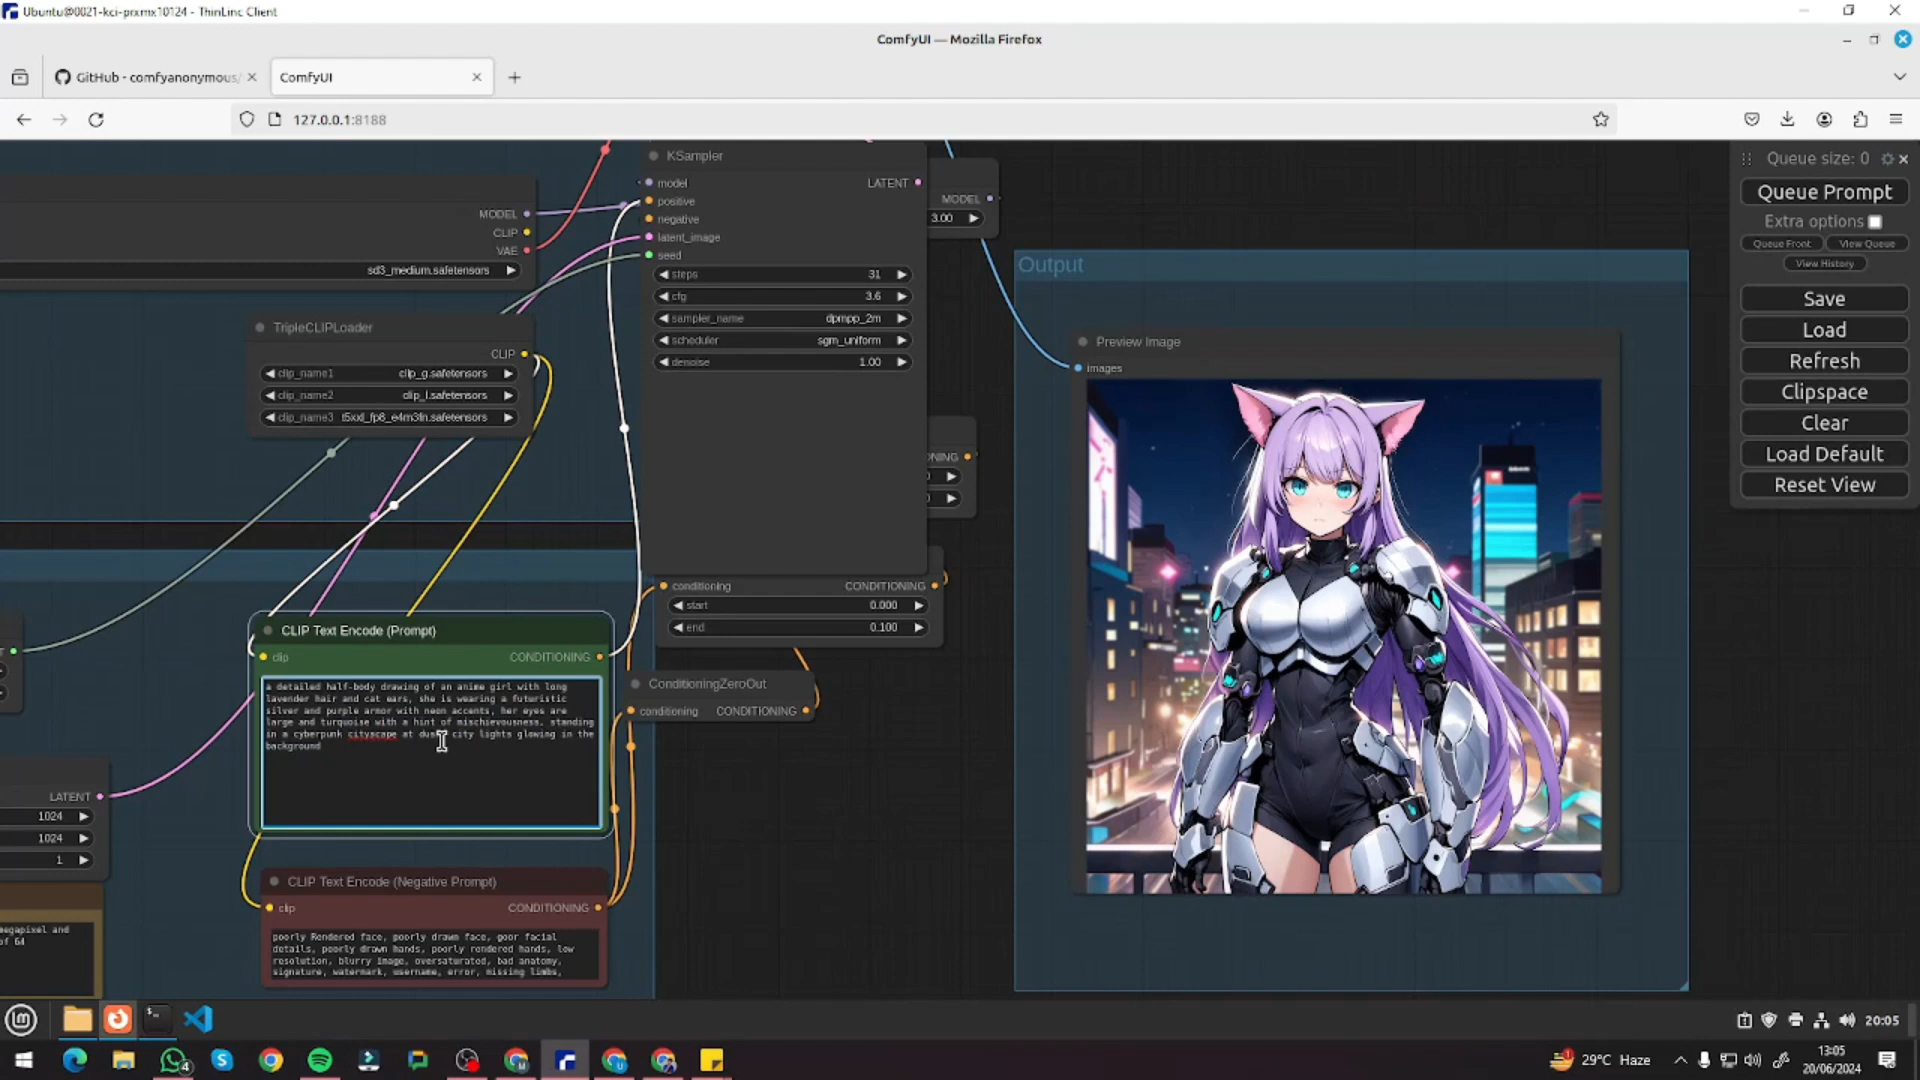 Ubuntu@0021-kci-prxmx10124 - ThinLinc Client
ComfyUI — Mozilla Firefox
GitHub - comfyanonymous/
ComfyUI
127.0.0.1:8188
KSampler
model LATENT
positive
negative
latent_image
seed
steps 31
cfg 3.6
sampler_name dpmpp_2m
scheduler sgm_uniform
denoise 1.00
MODEL
3.00
MODEL
CLIP
VAE
sd3_medium.safetensors
TripleCLIPLoader
CLIP
clip_name1 clip_g.safetensors
clip_name2 clip_l.safetensors
clip_name3 t5xxl_fp8_e4m3fn.safetensors
ONING
0
0
conditioning CONDITIONING
start 0.000
end 0.100
ConditioningZeroOut
conditioning CONDITIONING
CLIP Text Encode (Prompt)
clip CONDITIONING
a detailed half-body drawing of an anime girl with long
lavender hair and cat ears, she is wearing a futuristic
silver and purple armor with neon accents, her eyes are
large and turquoise with a hint of mischievousness. standing
in a cyberpunk cityscape at city lights glowing in the
background
LATENT
1024
1024
1
CLIP Text Encode (Negative Prompt)
clip CONDITIONING
poorly Rendered face, poorly drawn face, poor facial
details, poorly drawn hands, poorly rendered hands, low
resolution, blurry image, oversaturated, bad anatomy,
signature, watermark, username, error, missing limbs,
megapixel and
of 64
Output
Preview Image
images
Queue size: 0
Queue Prompt
Extra options
Queue Front View Queue
View History
Save
Load
Refresh
Clipspace
Clear
Load Default
Reset View
20:05
4
29°C Haze
13:05
20/06/2024